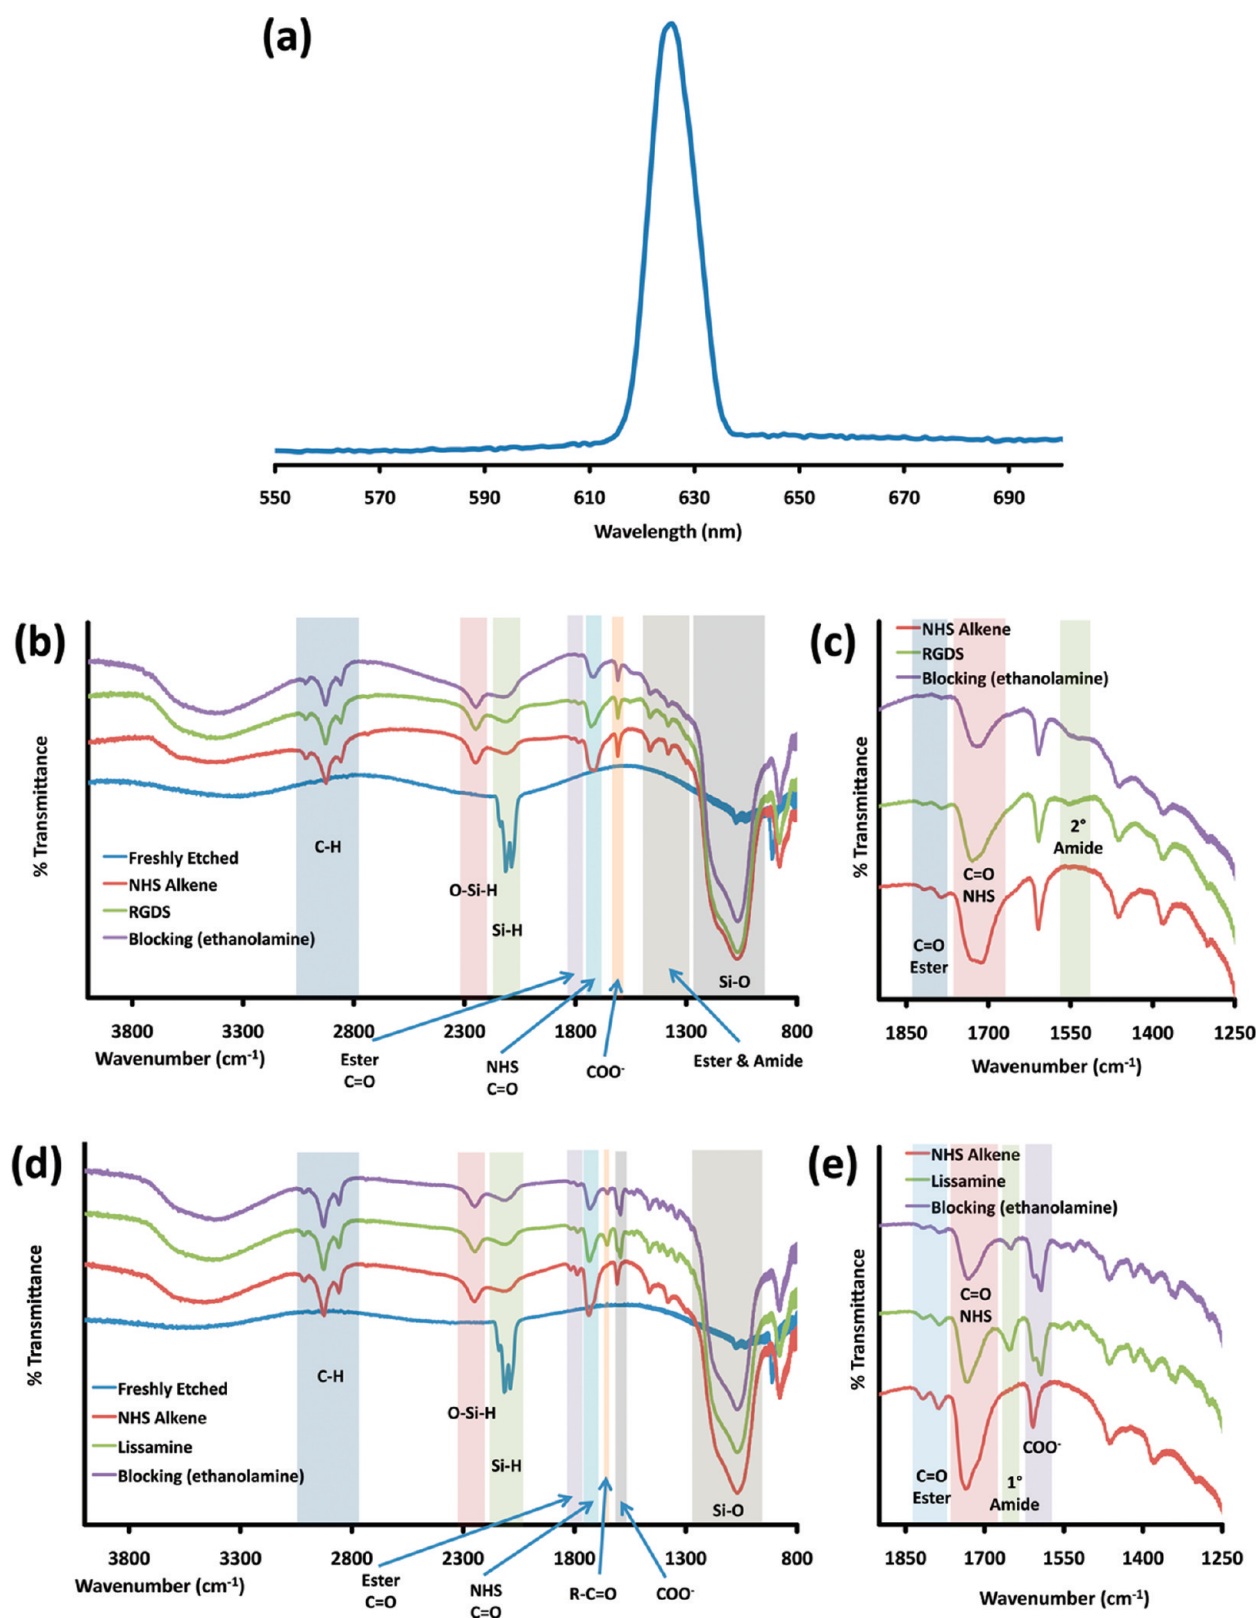 (a)
550 570 590 610 630 650 670 690
Wavelength (nm)
(b)
% Transmittance
C-H
O-Si-H
Si-H
Si-O
Freshly Etched
NHS Alkene
RGDS
Blocking (ethanolamine)
3800 3300 2800 2300 1800 1300 800
Wavenumber (cm⁻¹)
Ester
C=O
NHS
C=O
COO⁻
Ester & Amide
(c)
NHS Alkene
RGDS
Blocking (ethanolamine)
% Transmittance
2°
Amide
C=O
NHS
C=O
Ester
1850 1700 1550 1400 1250
Wavenumber (cm⁻¹)
(d)
% Transmittance
C-H
O-Si-H
Si-H
Si-O
Freshly Etched
NHS Alkene
Lissamine
Blocking (ethanolamine)
3800 3300 2800 2300 1800 1300 800
Wavenumber (cm⁻¹)
Ester
C=O
NHS
C=O
R-C=O
COO⁻
(e)
NHS Alkene
Lissamine
Blocking (ethanolamine)
% Transmittance
C=O
NHS
COO⁻
C=O
Ester
1°
Amide
1850 1700 1550 1400 1250
Wavenumber (cm⁻¹)